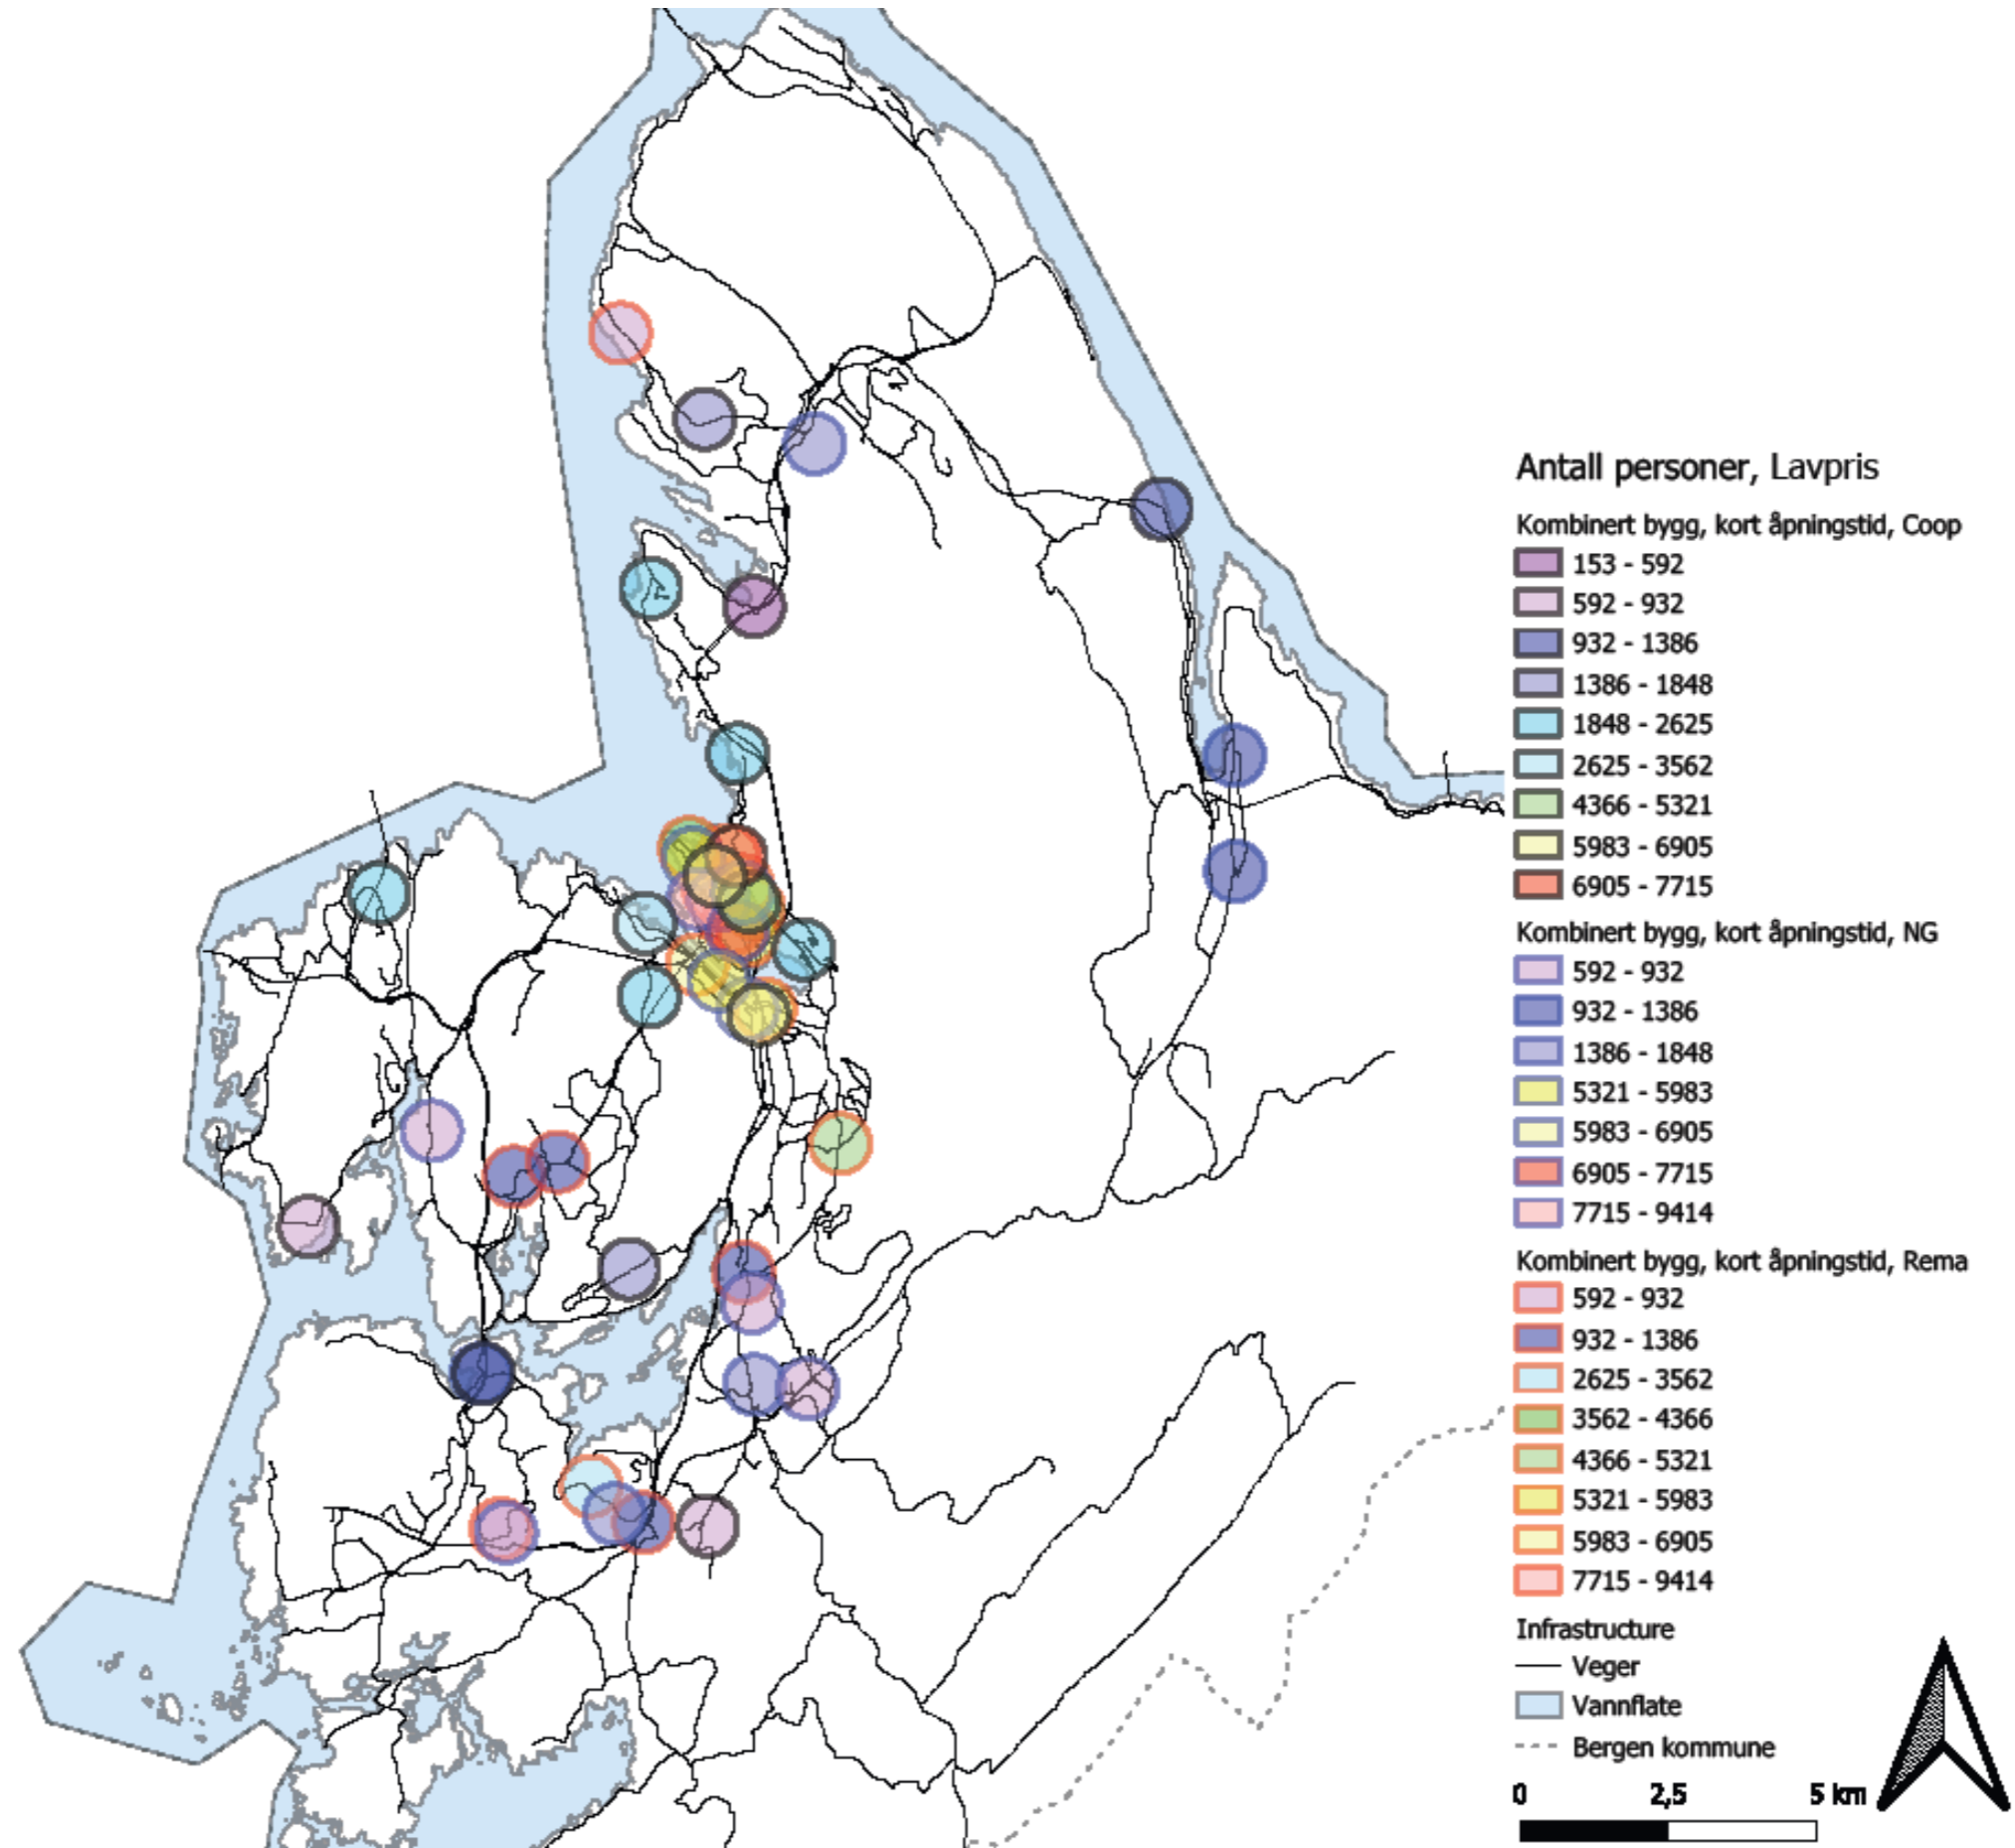 Antall personer, Lavpris
Kombinert bygg, kort åpningstid, Coop
153 - 592
592 - 932
932 - 1386
1386 - 1848
1848 - 2625
2625 - 3562
4366 - 5321
5983 - 6905
6905 - 7715
Kombinert bygg, kort åpningstid, NG
592 - 932
932 - 1386
1386 - 1848
5321 - 5983
5983 - 6905
6905 - 7715
7715 - 9414
Kombinert bygg, kort åpningstid, Rema
592 - 932
932 - 1386
2625 - 3562
3562 - 4366
4366 - 5321
5321 - 5983
5983 - 6905
7715 - 9414
Infrastructure
Veger
Vannflate
Bergen kommune
0 2,5 5 km